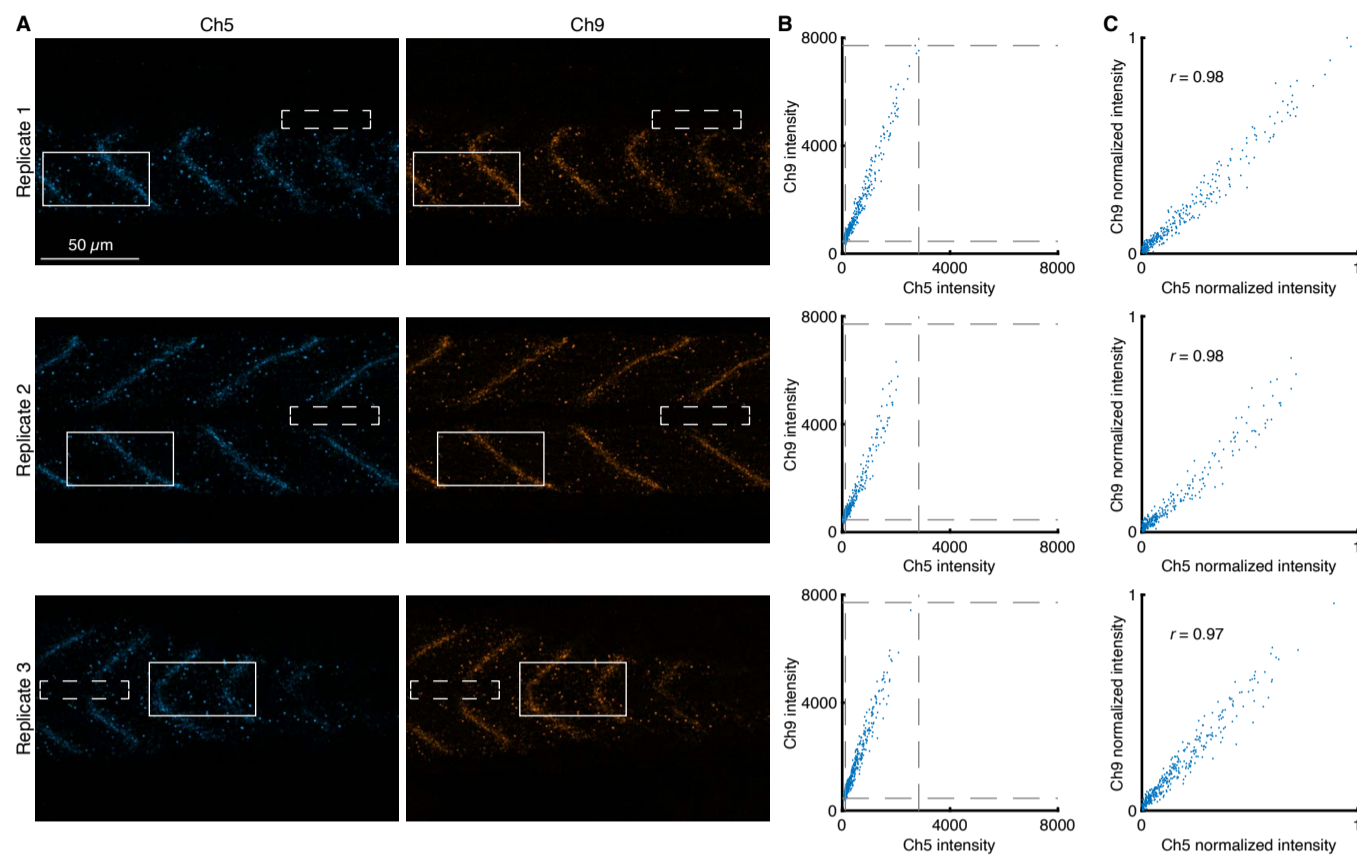 A
Ch5
Ch9
B
C
Replicate 1
50 µm
8000
4000
0
Ch9 intensity
0
4000
8000
Ch5 intensity
1
0
Ch9 normalized intensity
r = 0.98
0
1
Ch5 normalized intensity
Replicate 2
8000
4000
0
Ch9 intensity
0
4000
8000
Ch5 intensity
1
0
Ch9 normalized intensity
r = 0.98
0
1
Ch5 normalized intensity
Replicate 3
8000
4000
0
Ch9 intensity
0
4000
8000
Ch5 intensity
1
0
Ch9 normalized intensity
r = 0.97
0
1
Ch5 normalized intensity